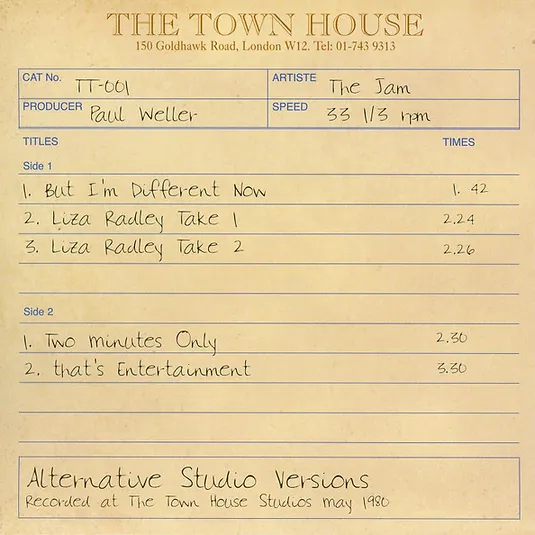 THE TOWN HOUSE
150 Goldhawk Road, London W12. Tel: 01-743 9313
CAT No. TT-001 ARTISTE The Jam
PRODUCER Paul Weller SPEED 33 1/3 rpm
TITLES TIMES
Side 1
1. But I'm Different Now 1. 42
2. Liza Radley Take 1 2.24
3. Liza Radley Take 2 2.26
Side 2
1. Two minutes Only 2.30
2. that's Entertainment 3.30
Alternative Studio Versions
Recorded at The Town House Studios may 1980